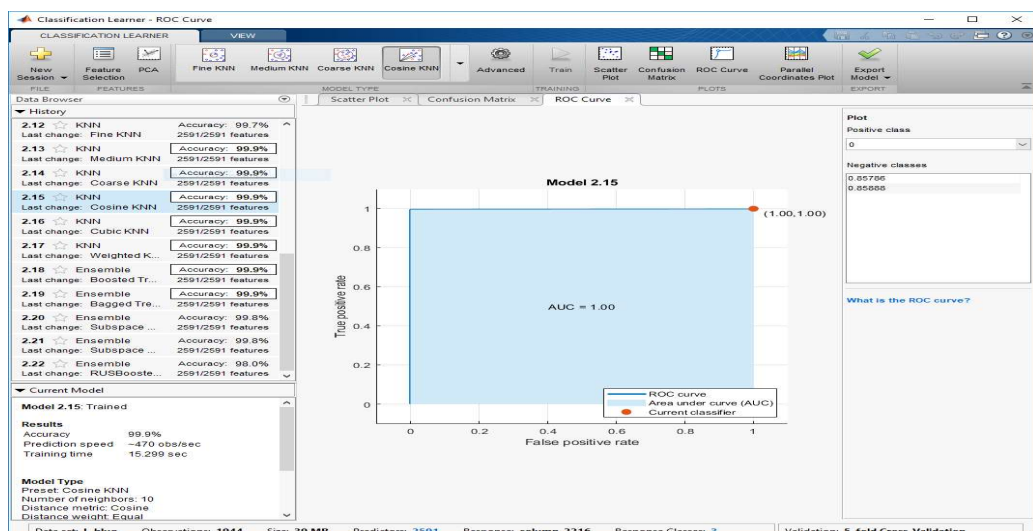 Classification Learner - ROC Curve
CLASSIFICATION LEARNER
VIEW
New Session
Feature Selection
PCA
Fine KNN
Medium KNN
Coarse KNN
Cosine KNN
Advanced
Train
Scatter Plot
Confusion Matrix
ROC Curve
Parallel Coordinates Plot
Export Model
FILE
FEATURES
MODEL TYPE
TRAINING
PLOTS
EXPORT
Data Browser
History
2.12 KNN Accuracy: 99.7%
Last change: Fine KNN 2591/2591 features
2.13 KNN Accuracy: 99.9%
Last change: Medium KNN 2591/2591 features
2.14 KNN Accuracy: 99.9%
Last change: Coarse KNN 2591/2591 features
2.15 KNN Accuracy: 99.9%
Last change: Cosine KNN 2591/2591 features
2.16 KNN Accuracy: 99.9%
Last change: Cubic KNN 2591/2591 features
2.17 KNN Accuracy: 99.9%
Last change: Weighted K... 2591/2591 features
2.18 Ensemble Accuracy: 99.9%
Last change: Boosted Tr... 2591/2591 features
2.19 Ensemble Accuracy: 99.9%
Last change: Bagged Tre... 2591/2591 features
2.20 Ensemble Accuracy: 99.8%
Last change: Subspace ... 2591/2591 features
2.21 Ensemble Accuracy: 99.8%
Last change: Subspace ... 2591/2591 features
2.22 Ensemble Accuracy: 98.0%
Last change: RUSBooste... 2591/2591 features
Current Model
Model 2.15: Trained
Results
Accuracy 99.9%
Prediction speed ~470 obs/sec
Training time 15.299 sec
Model Type
Preset: Cosine KNN
Number of neighbors: 10
Distance metric: Cosine
Distance weight: Equal
Scatter Plot
Confusion Matrix
ROC Curve
Model 2.15
1
0.8
0.6
0.4
0.2
0
True positive rate
(1.00,1.00)
AUC = 1.00
ROC curve
Area under curve (AUC)
Current classifier
0 0.2 0.4 0.6 0.8 1
False positive rate
Plot
Positive class
0
Negative classes
0.85786
0.85888
What is the ROC curve?
Predictors: 2591
Validation: 5-fold Cross-Validation